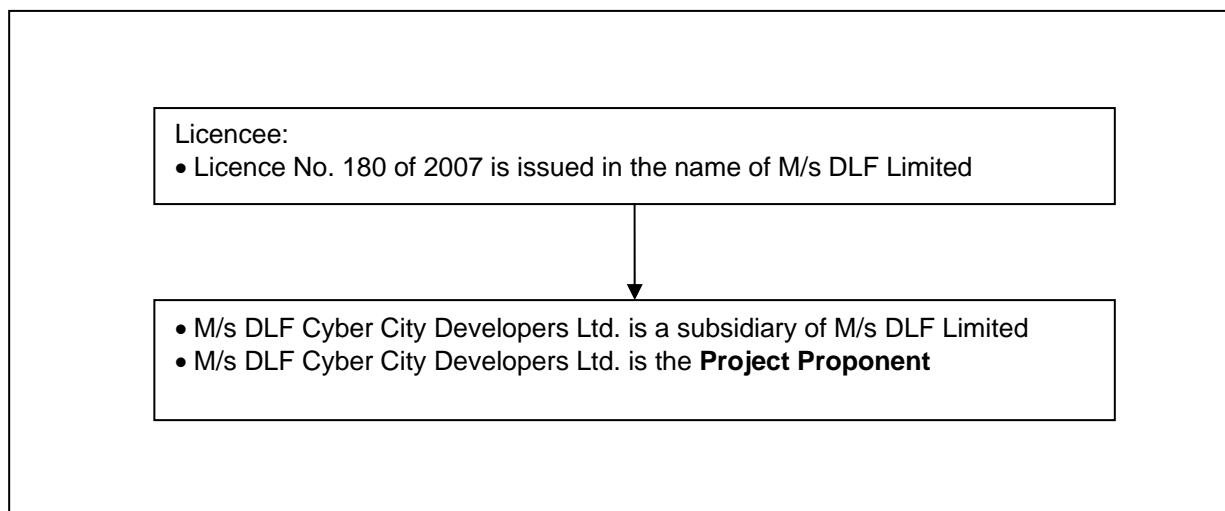 Licencee:
• Licence No. 180 of 2007 is issued in the name of M/s DLF Limited
• M/s DLF Cyber City Developers Ltd. is a subsidiary of M/s DLF Limited
• M/s DLF Cyber City Developers Ltd. is the Project Proponent